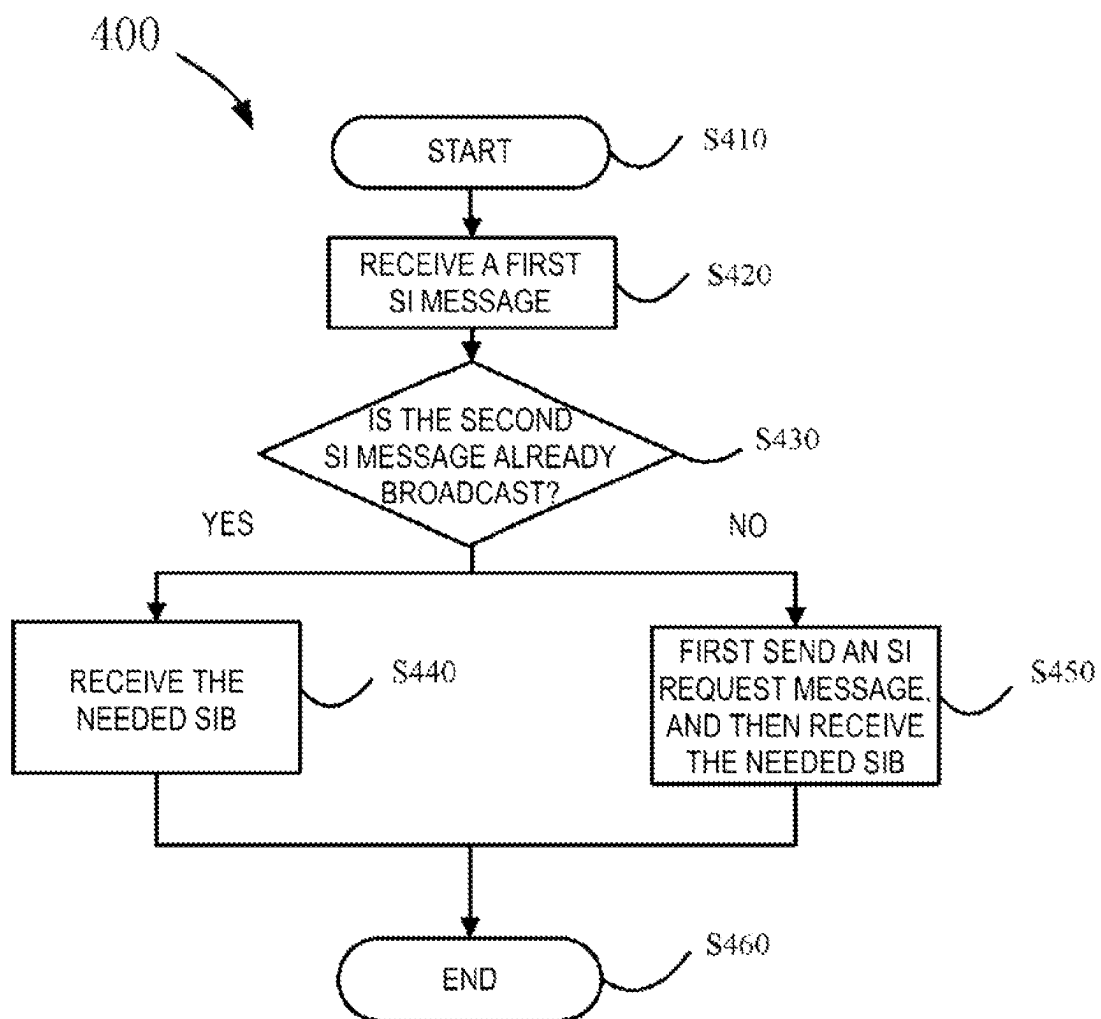 400
START
S410
RECEIVE A FIRST
SI MESSAGE
S420
IS THE SECOND
SI MESSAGE ALREADY
BROADCAST?
S430
YES
NO
RECEIVE THE
NEEDED SIB
S440
FIRST SEND AN SI
REQUEST MESSAGE,
AND THEN RECEIVE
THE NEEDED SIB
S450
END
S460